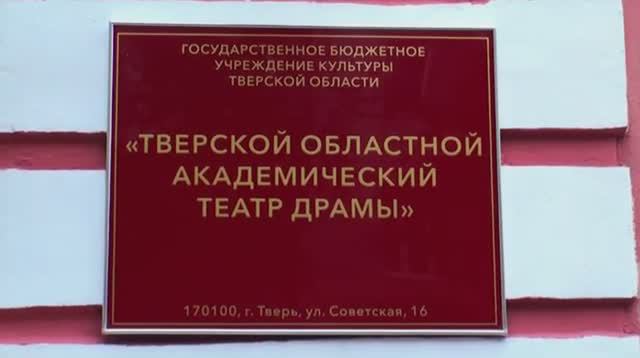 ГОСУДАРСТВЕННОЕ БЮДЖЕТНОЕ
УЧРЕЖДЕНИЕ КУЛЬТУРЫ
ТВЕРСКОЙ ОБЛАСТИ
«ТВЕРСКОЙ ОБЛАСТНОЙ
АКАДЕМИЧЕСКИЙ
ТЕАТР ДРАМЫ»
170100, г. Тверь, ул. Советская, 16